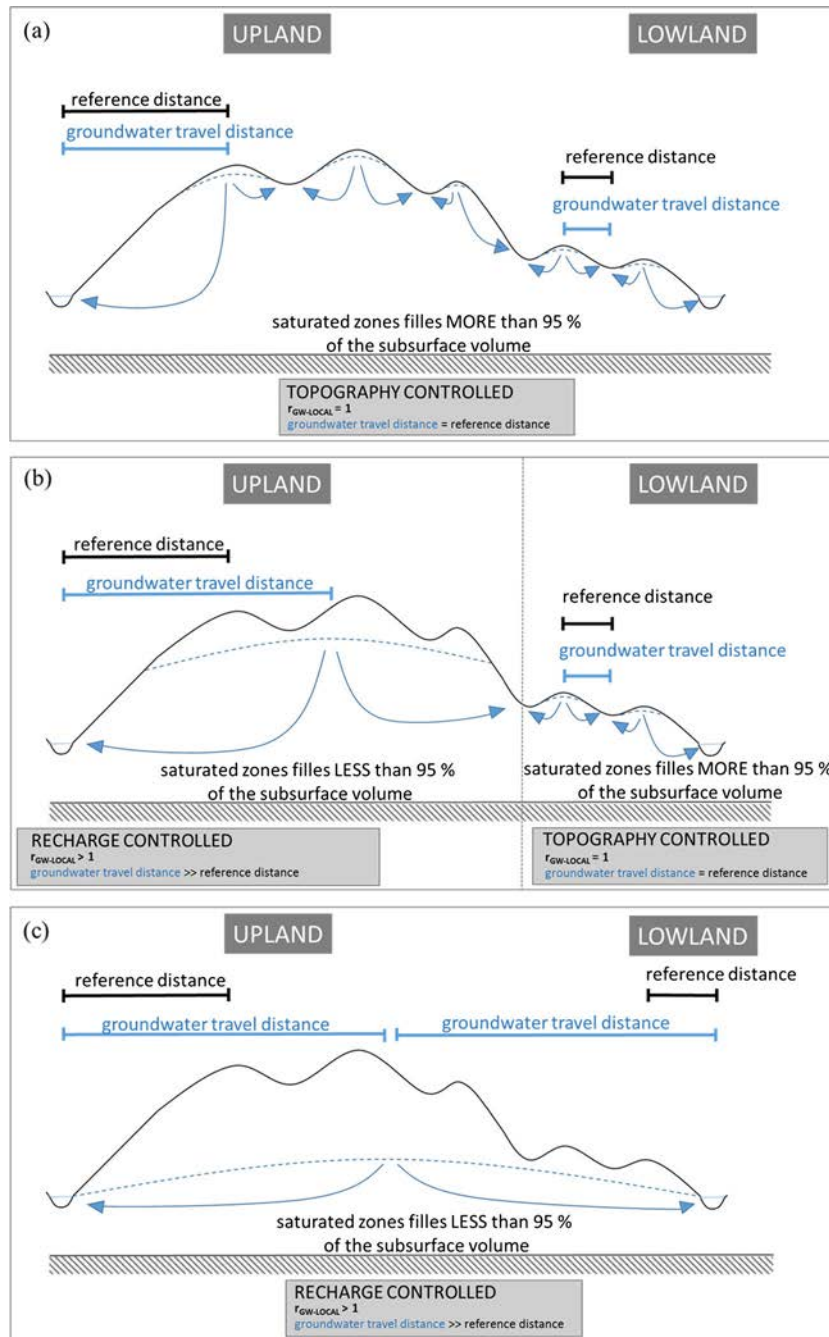 (a)
UPLAND
LOWLAND
reference distance
groundwater travel distance
reference distance
groundwater travel distance
saturated zones filles MORE than 95 %
of the subsurface volume
TOPOGRAPHY CONTROLLED
rGW-LOCAL = 1
groundwater travel distance = reference distance
(b)
UPLAND
LOWLAND
reference distance
groundwater travel distance
reference distance
groundwater travel distance
saturated zones filles LESS than 95 %
of the subsurface volume
saturated zones filles MORE than 95 %
of the subsurface volume
RECHARGE CONTROLLED
rGW-LOCAL > 1
groundwater travel distance >> reference distance
TOPOGRAPHY CONTROLLED
rGW-LOCAL = 1
groundwater travel distance = reference distance
(c)
UPLAND
LOWLAND
reference distance
reference distance
groundwater travel distance
groundwater travel distance
saturated zones filles LESS than 95 %
of the subsurface volume
RECHARGE CONTROLLED
rGW-LOCAL > 1
groundwater travel distance >> reference distance